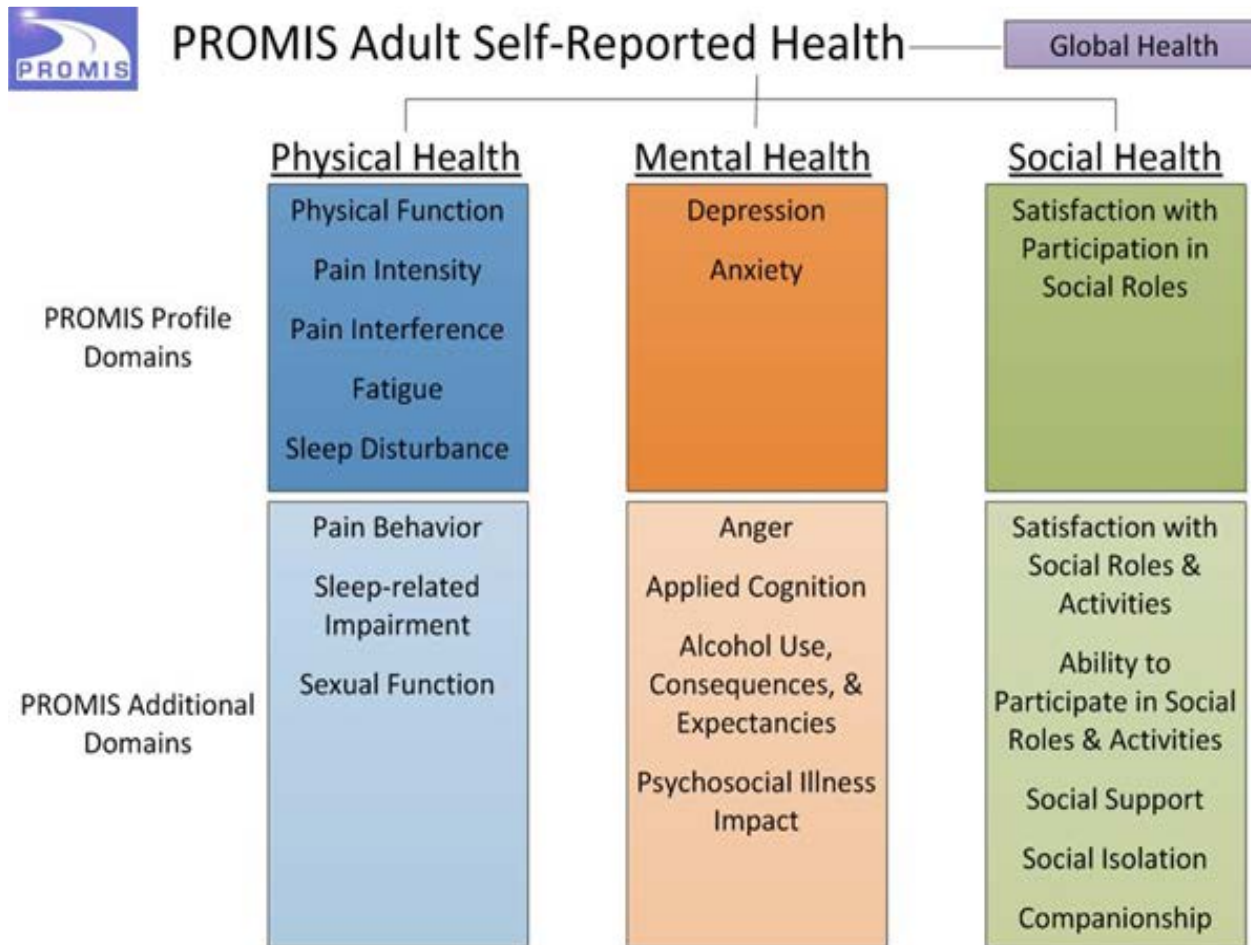 PROMIS
PROMIS Adult Self-Reported Health
Global Health
Physical Health
Mental Health
Social Health
PROMIS Profile
Domains
Physical Function
Pain Intensity
Pain Interference
Fatigue
Sleep Disturbance
Depression
Anxiety
Satisfaction with
Participation in
Social Roles
PROMIS Additional
Domains
Pain Behavior
Sleep-related
Impairment
Sexual Function
Anger
Applied Cognition
Alcohol Use,
Consequences, &
Expectancies
Psychosocial Illness
Impact
Satisfaction with
Social Roles &
Activities
Ability to
Participate in Social
Roles & Activities
Social Support
Social Isolation
Companionship